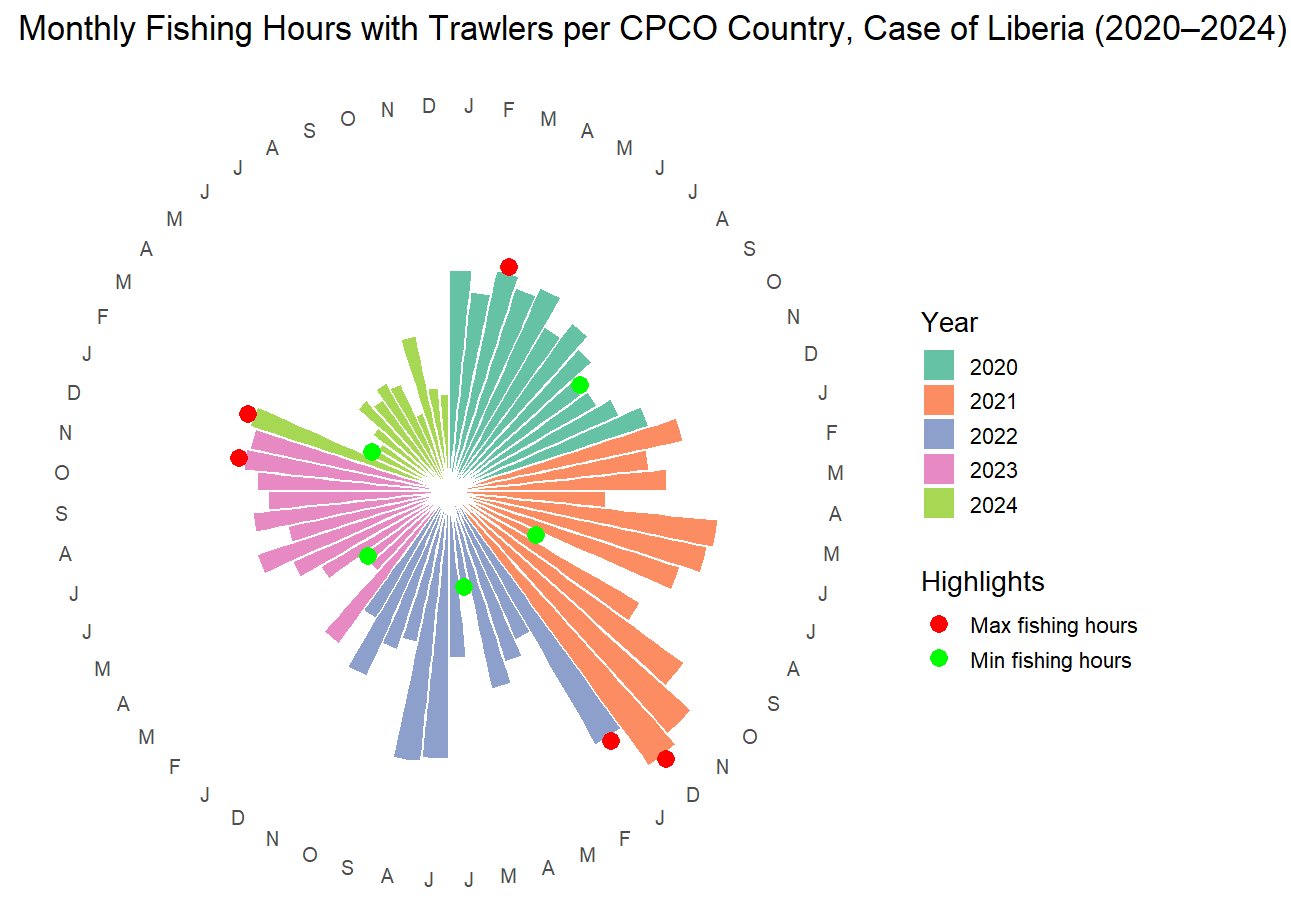 Monthly Fishing Hours with Trawlers per CPCO Country, Case of Liberia (2020–2024)
J F M A M J J A S O N D
J F M A M J J A S O N D
J F M A M J J A S O N D
J F M A M J J A S O N D
J F M A M J J A S O N D
Year
2020
2021
2022
2023
2024
Highlights
Max fishing hours
Min fishing hours